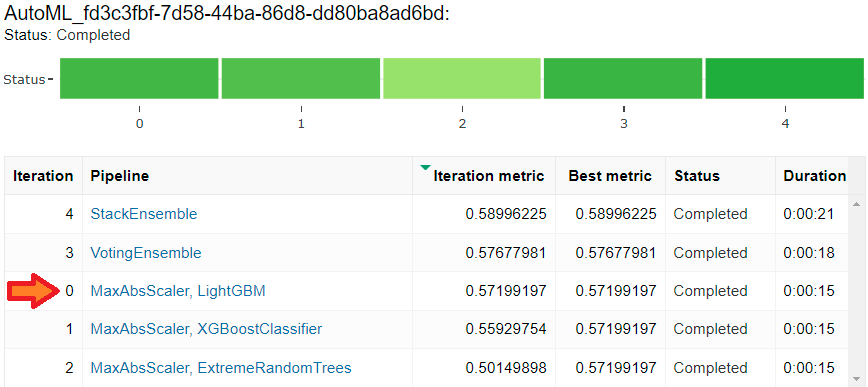 AutoML_fd3c3fbf-7d58-44ba-86d8-dd80ba8ad6bd:
Status: Completed
Status
0 1 2 3 4
Iteration Pipeline Iteration metric Best metric Status Duration
4 StackEnsemble 0.58996225 0.58996225 Completed 0:00:21
3 VotingEnsemble 0.57677981 0.57677981 Completed 0:00:18
0 MaxAbsScaler, LightGBM 0.57199197 0.57199197 Completed 0:00:15
1 MaxAbsScaler, XGBoostClassifier 0.55929754 0.57199197 Completed 0:00:15
2 MaxAbsScaler, ExtremeRandomTrees 0.50149898 0.57199197 Completed 0:00:15